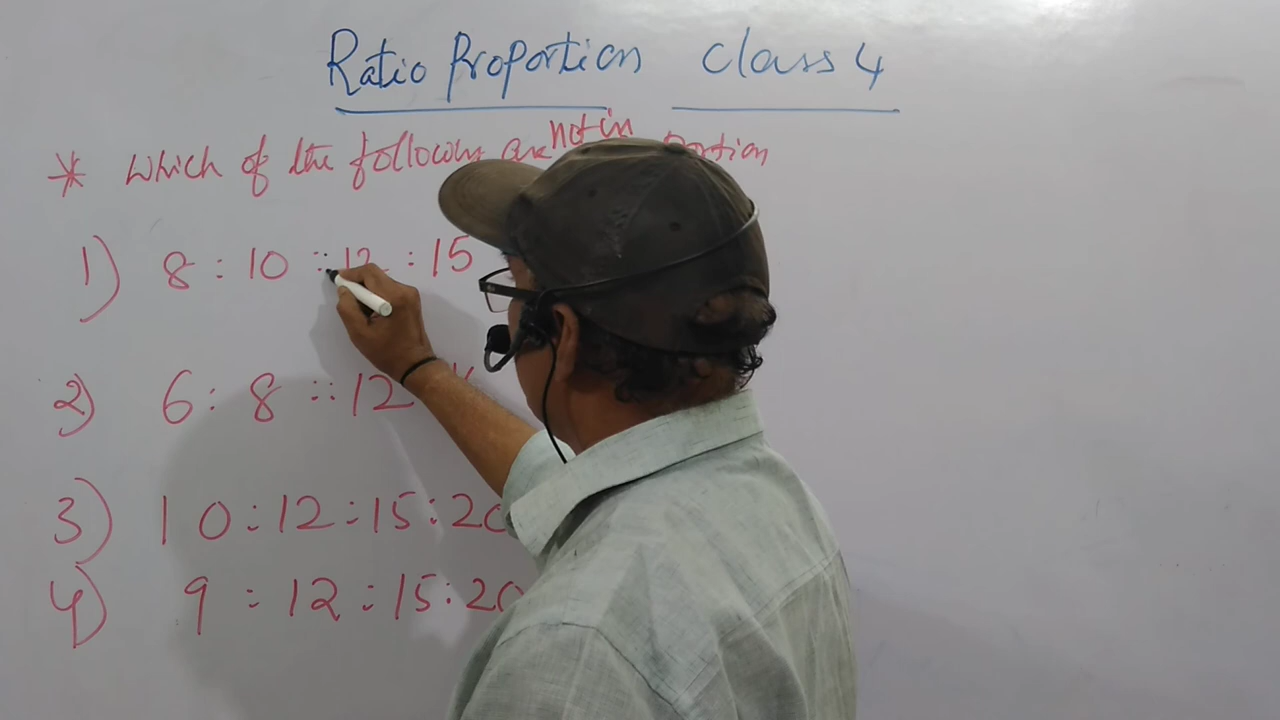 Ratio Proportion Class 4
* Which of the following are not in
1) 8 : 10 :: 12 : 15
2) 6 : 8 :: 12
3) 10 : 12 : 15 : 20
4) 9 : 12 : 15 : 20